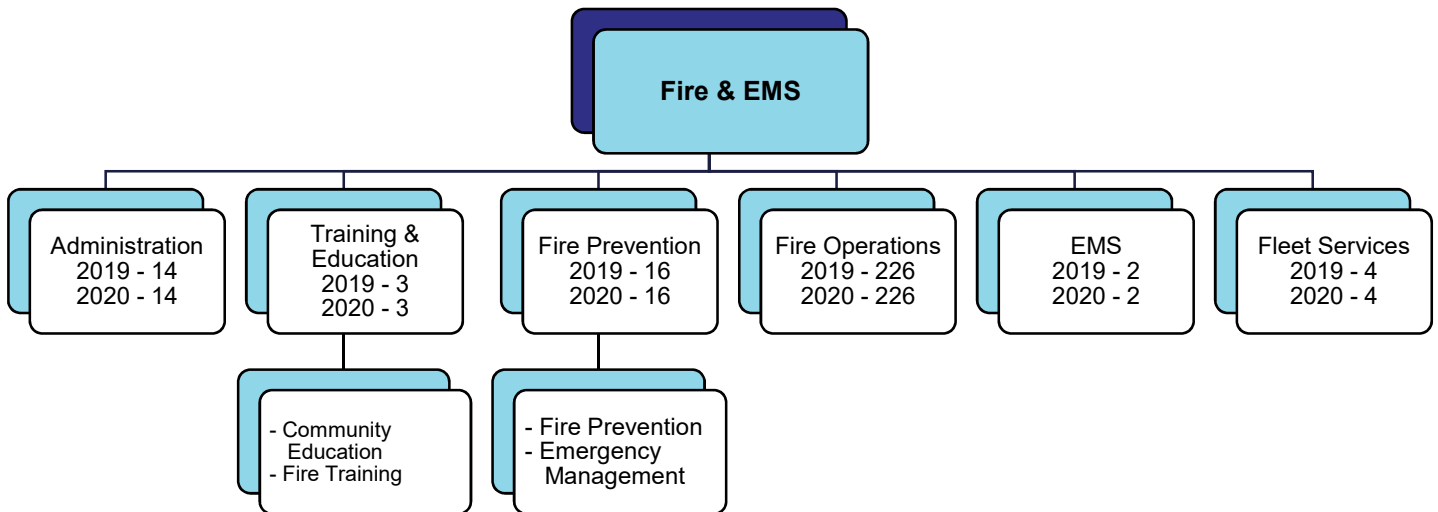 Fire & EMS
Administration
2019 - 14
2020 - 14
Training &
Education
2019 - 3
2020 - 3
Fire Prevention
2019 - 16
2020 - 16
Fire Operations
2019 - 226
2020 - 226
EMS
2019 - 2
2020 - 2
Fleet Services
2019 - 4
2020 - 4
- Community
Education
- Fire Training
- Fire Prevention
- Emergency
Management